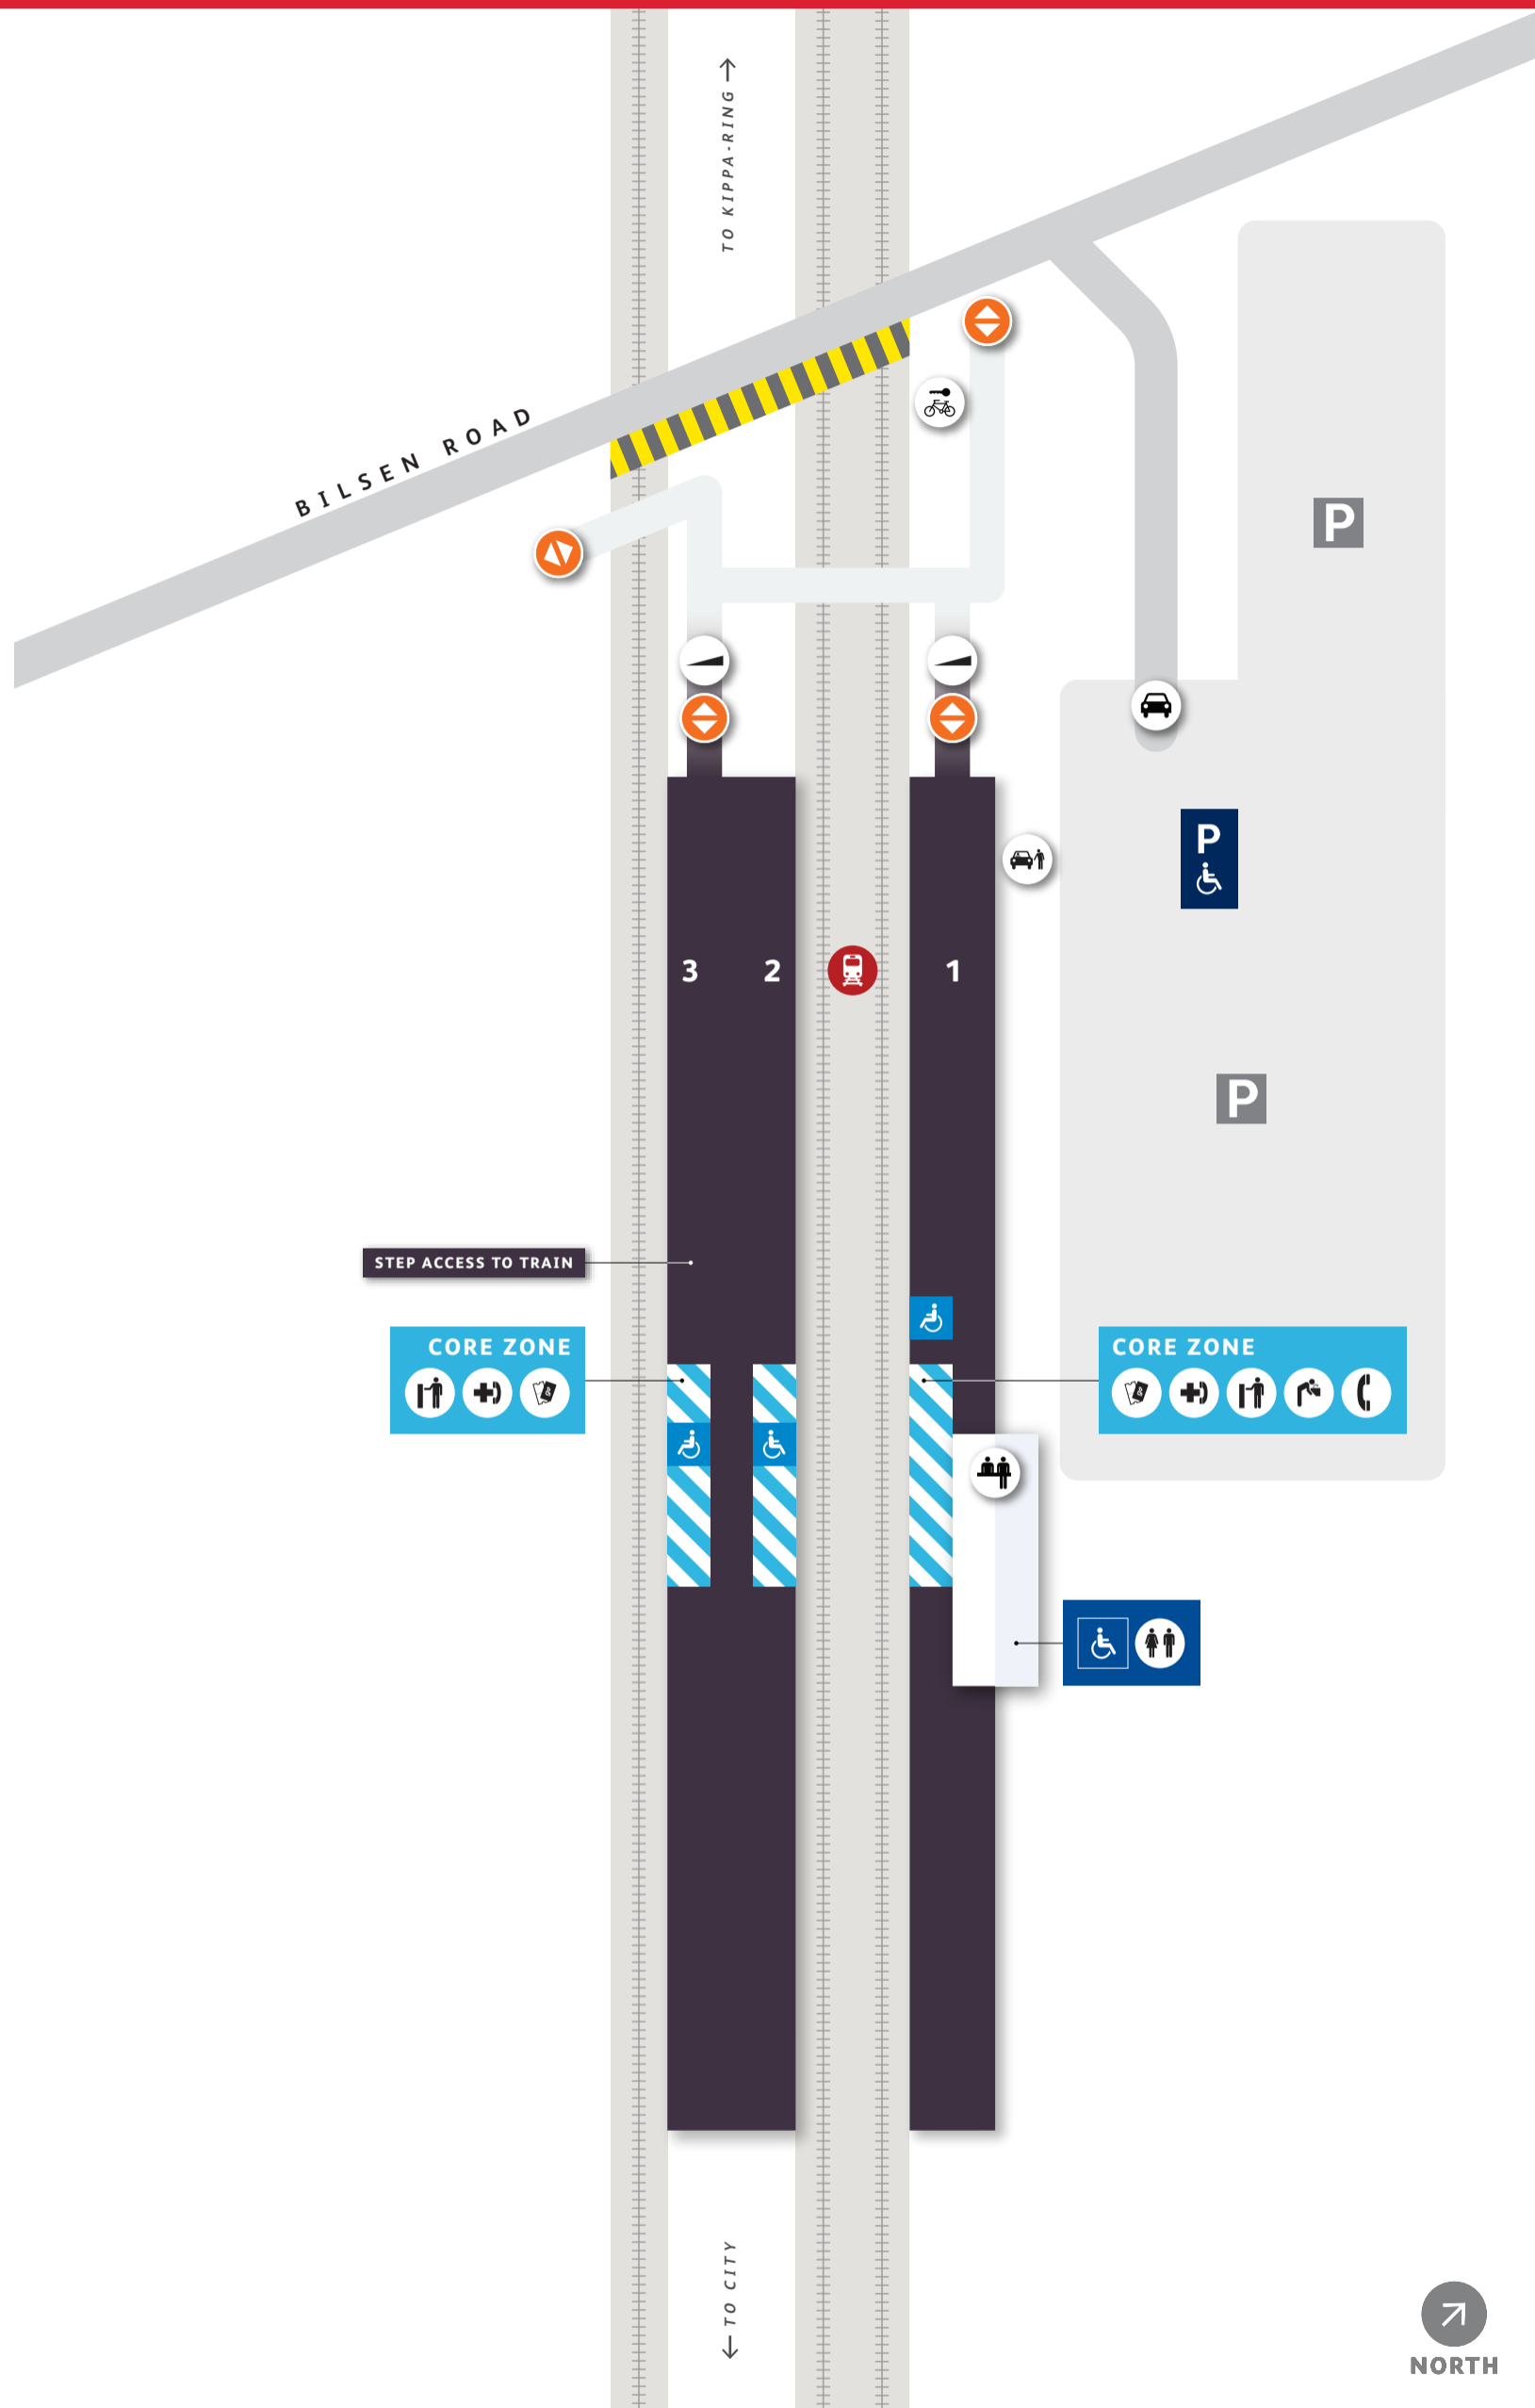 TO KIPPA-RING
BILSEN ROAD
P
P
3
2
1
P
STEP ACCESS TO TRAIN
CORE ZONE
CORE ZONE
TO CITY
NORTH